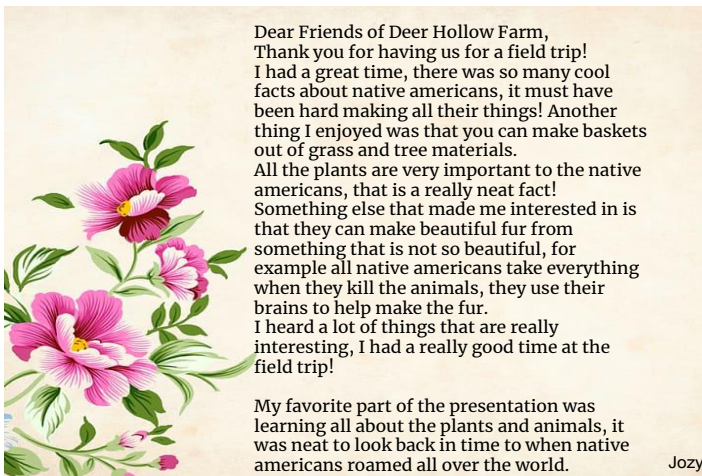 Dear Friends of Deer Hollow Farm,
Thank you for having us for a field trip!
I had a great time, there was so many cool
facts about native americans, it must have
been hard making all their things! Another
thing I enjoyed was that you can make baskets
out of grass and tree materials.
All the plants are very important to the native
americans, that is a really neat fact!
Something else that made me interested in is
that they can make beautiful fur from
something that is not so beautiful, for
example all native americans take everything
when they kill the animals, they use their
brains to help make the fur.
I heard a lot of things that are really
interesting, I had a really good time at the
field trip!
My favorite part of the presentation was
learning all about the plants and animals, it
was neat to look back in time to when native
americans roamed all over the world.
Jozy